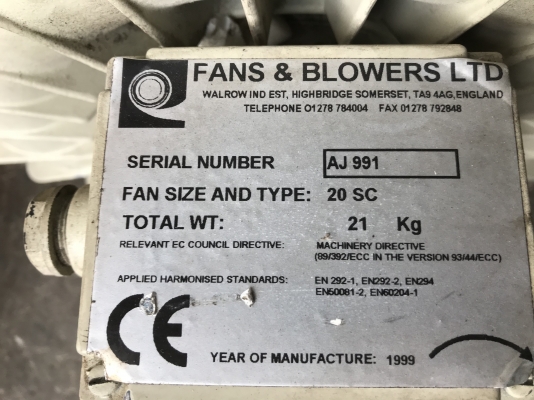 FANS & BLOWERS LTD
WALROW IND EST, HIGHBRIDGE SOMERSET, TA9 4AG,ENGLAND
TELEPHONE O1278 784004 FAX 01278 792848
SERIAL NUMBER AJ 991
FAN SIZE AND TYPE: 20 SC
TOTAL WT: 21 Kg
RELEVANT EC COUNCIL DIRECTIVE: MACHINERY DIRECTIVE
(89/392/ECC IN THE VERSION 93/44/ECC)
APPLIED HARMONISED STANDARDS: EN 292-1, EN292-2, EN294
EN50081-2, EN60204-1
CE
YEAR OF MANUFACTURE: 1999